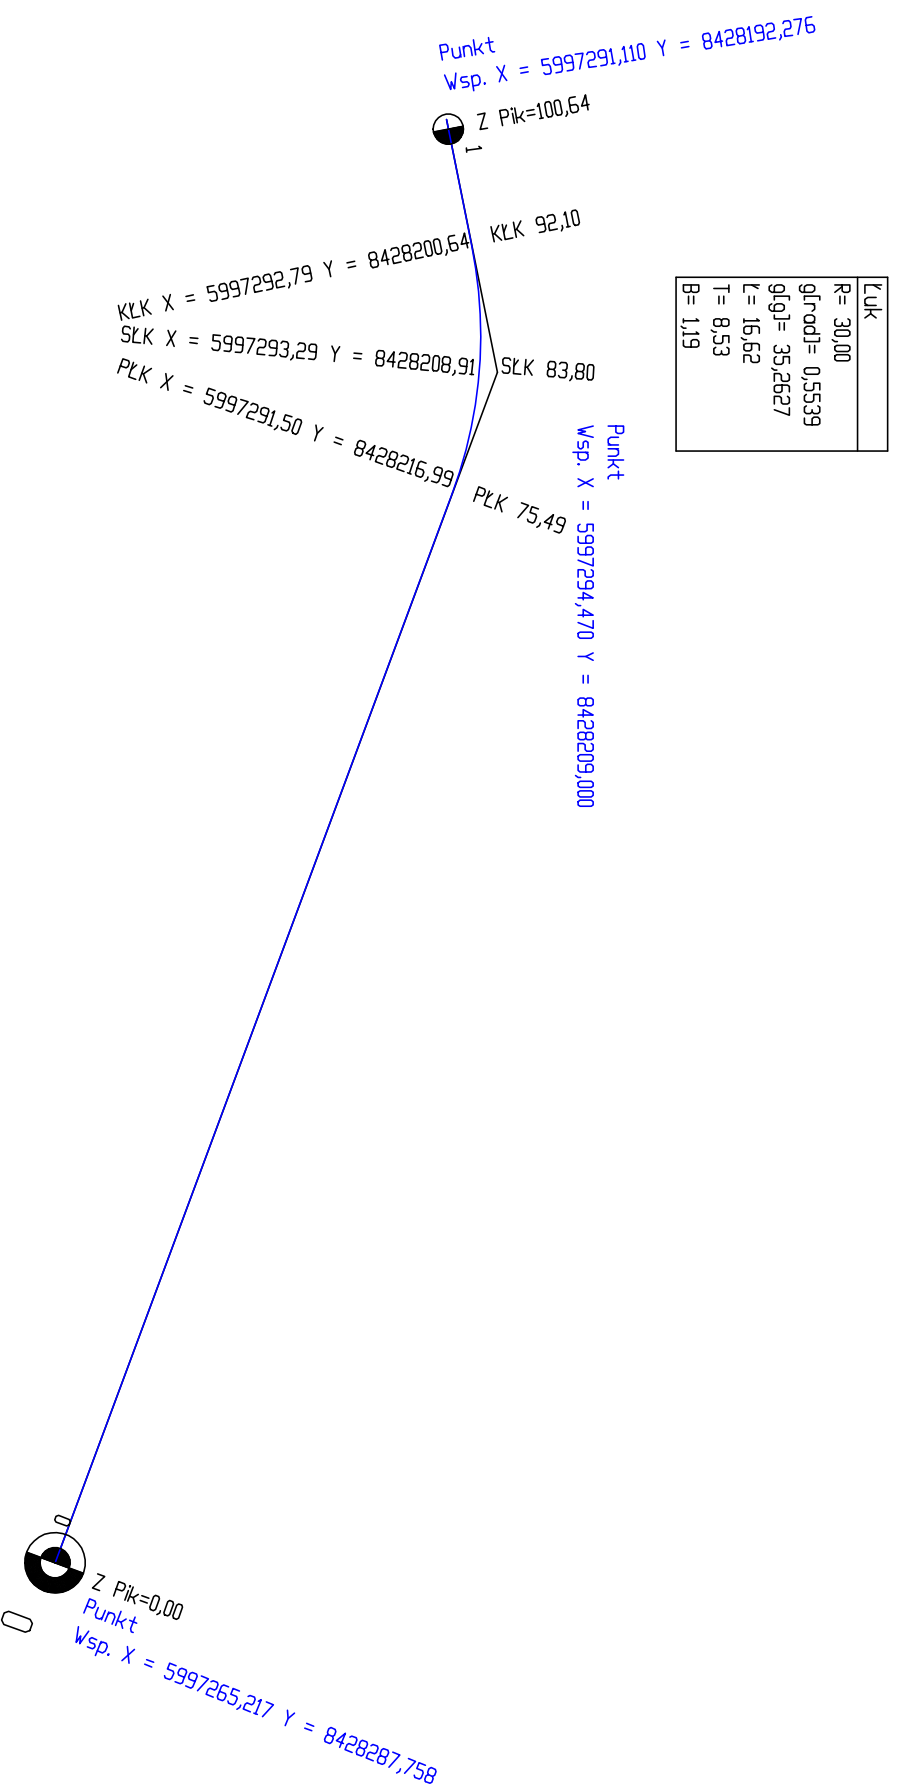 Punkt
Wsp. X = 5997291,110 Y = 8428192,276
Z Pik=100,64
1
KŁK 92,10
KŁK X = 5997292,79 Y = 8428200,64
SŁK X = 5997293,29 Y = 8428208,91
SŁK 83,80
PŁK X = 5997291,50 Y = 8428216,99
PŁK 75,49
Łuk
R= 30,00
g[rad]= 0,5539
g[g]= 35,2627
Ł= 16,62
T= 8,53
B= 1,19
Punkt
Wsp. X = 5997294,470 Y = 8428209,000
0
Z Pik=0,00
Punkt
Wsp. X = 5997265,217 Y = 8428287,758
0